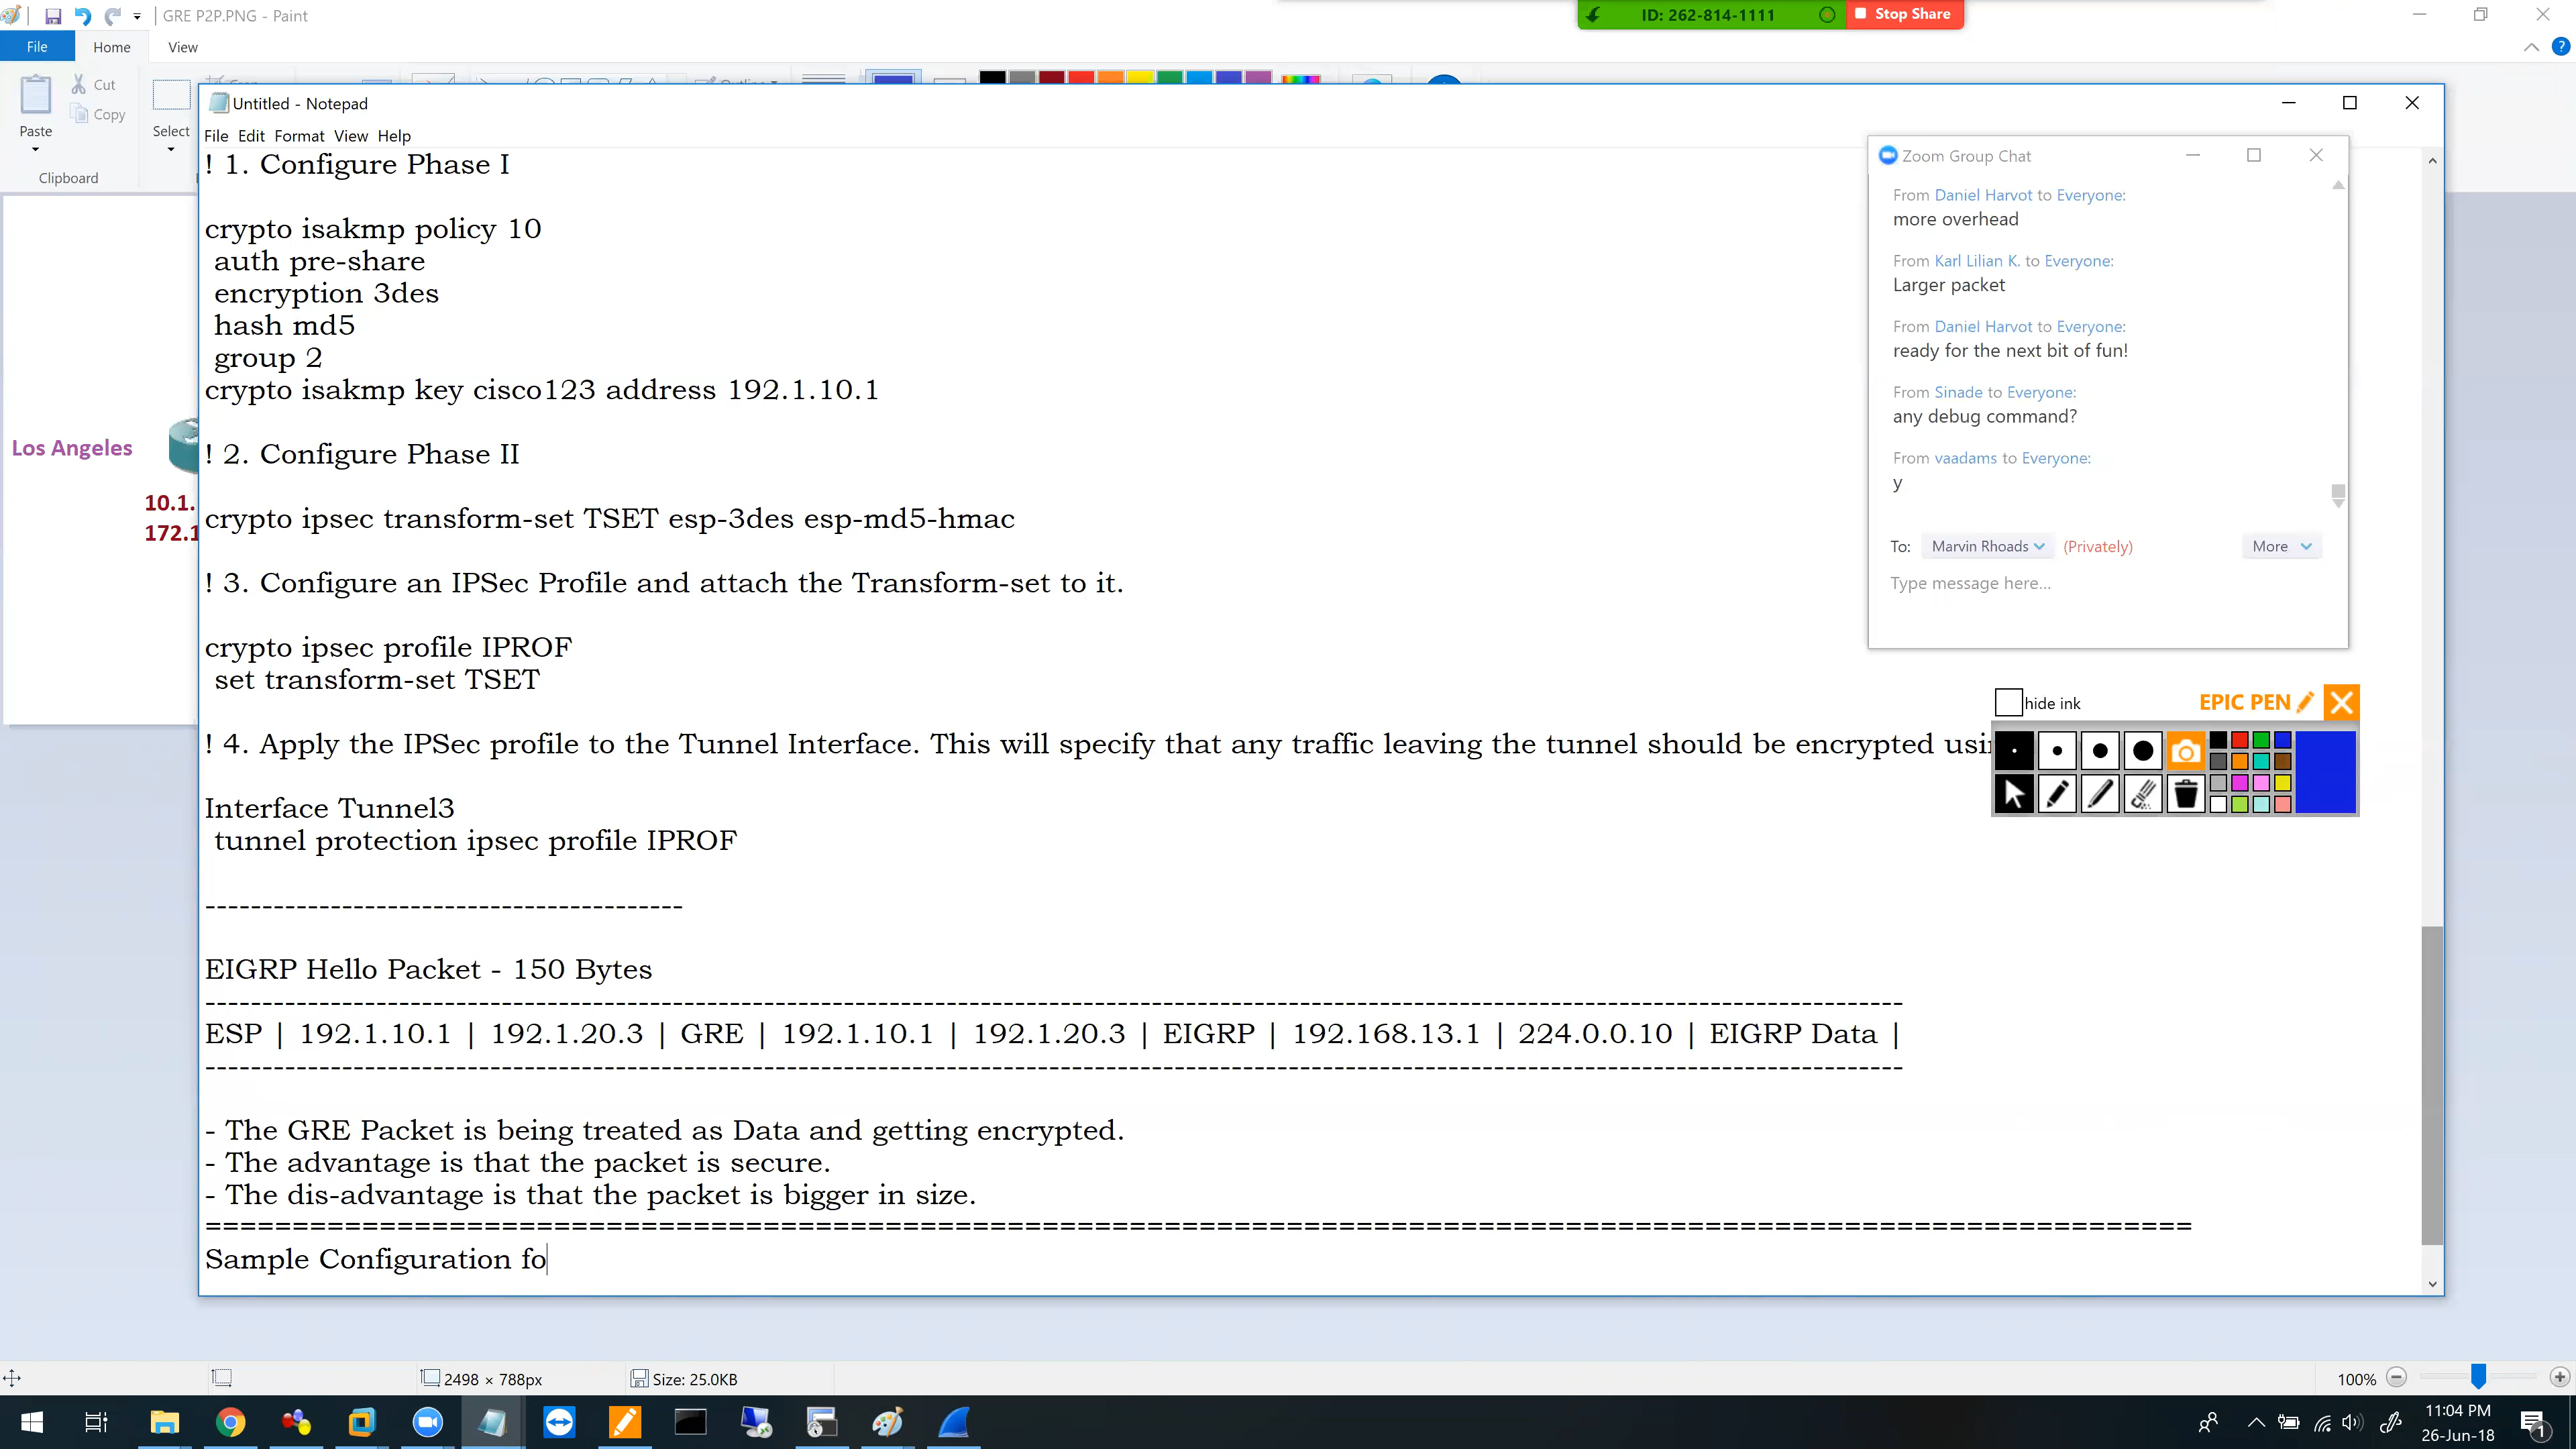 GRE P2P.PNG - Paint
ID: 262-814-1111
Stop Share
File
Home
View
Cut
Copy
Paste
Select
Clipboard
Untitled - Notepad
File Edit Format View Help
! 1. Configure Phase I
crypto isakmp policy 10
auth pre-share
encryption 3des
hash md5
group 2
crypto isakmp key cisco123 address 192.1.10.1
! 2. Configure Phase II
crypto ipsec transform-set TSET esp-3des esp-md5-hmac
! 3. Configure an IPSec Profile and attach the Transform-set to it.
crypto ipsec profile IPROF
set transform-set TSET
! 4. Apply the IPSec profile to the Tunnel Interface. This will specify that any traffic leaving the tunnel should be encrypted usi
Interface Tunnel3
tunnel protection ipsec profile IPROF
------------------------------------------
EIGRP Hello Packet - 150 Bytes
------------------------------------------------------------------------------------------------------------------------------------------------------
ESP | 192.1.10.1 | 192.1.20.3 | GRE | 192.1.10.1 | 192.1.20.3 | EIGRP | 192.168.13.1 | 224.0.0.10 | EIGRP Data |
------------------------------------------------------------------------------------------------------------------------------------------------------
- The GRE Packet is being treated as Data and getting encrypted.
- The advantage is that the packet is secure.
- The dis-advantage is that the packet is bigger in size.
==================================================================================================================
Sample Configuration fo
Los Angeles
10.1.
172.1
Zoom Group Chat
From Daniel Harvot to Everyone:
more overhead
From Karl Lilian K. to Everyone:
Larger packet
From Daniel Harvot to Everyone:
ready for the next bit of fun!
From Sinade to Everyone:
any debug command?
From vaadams to Everyone:
y
To: Marvin Rhoads (Privately) More
Type message here...
hide ink
EPIC PEN
2498 × 788px
Size: 25.0KB
100%
11:04 PM
26-Jun-18
1